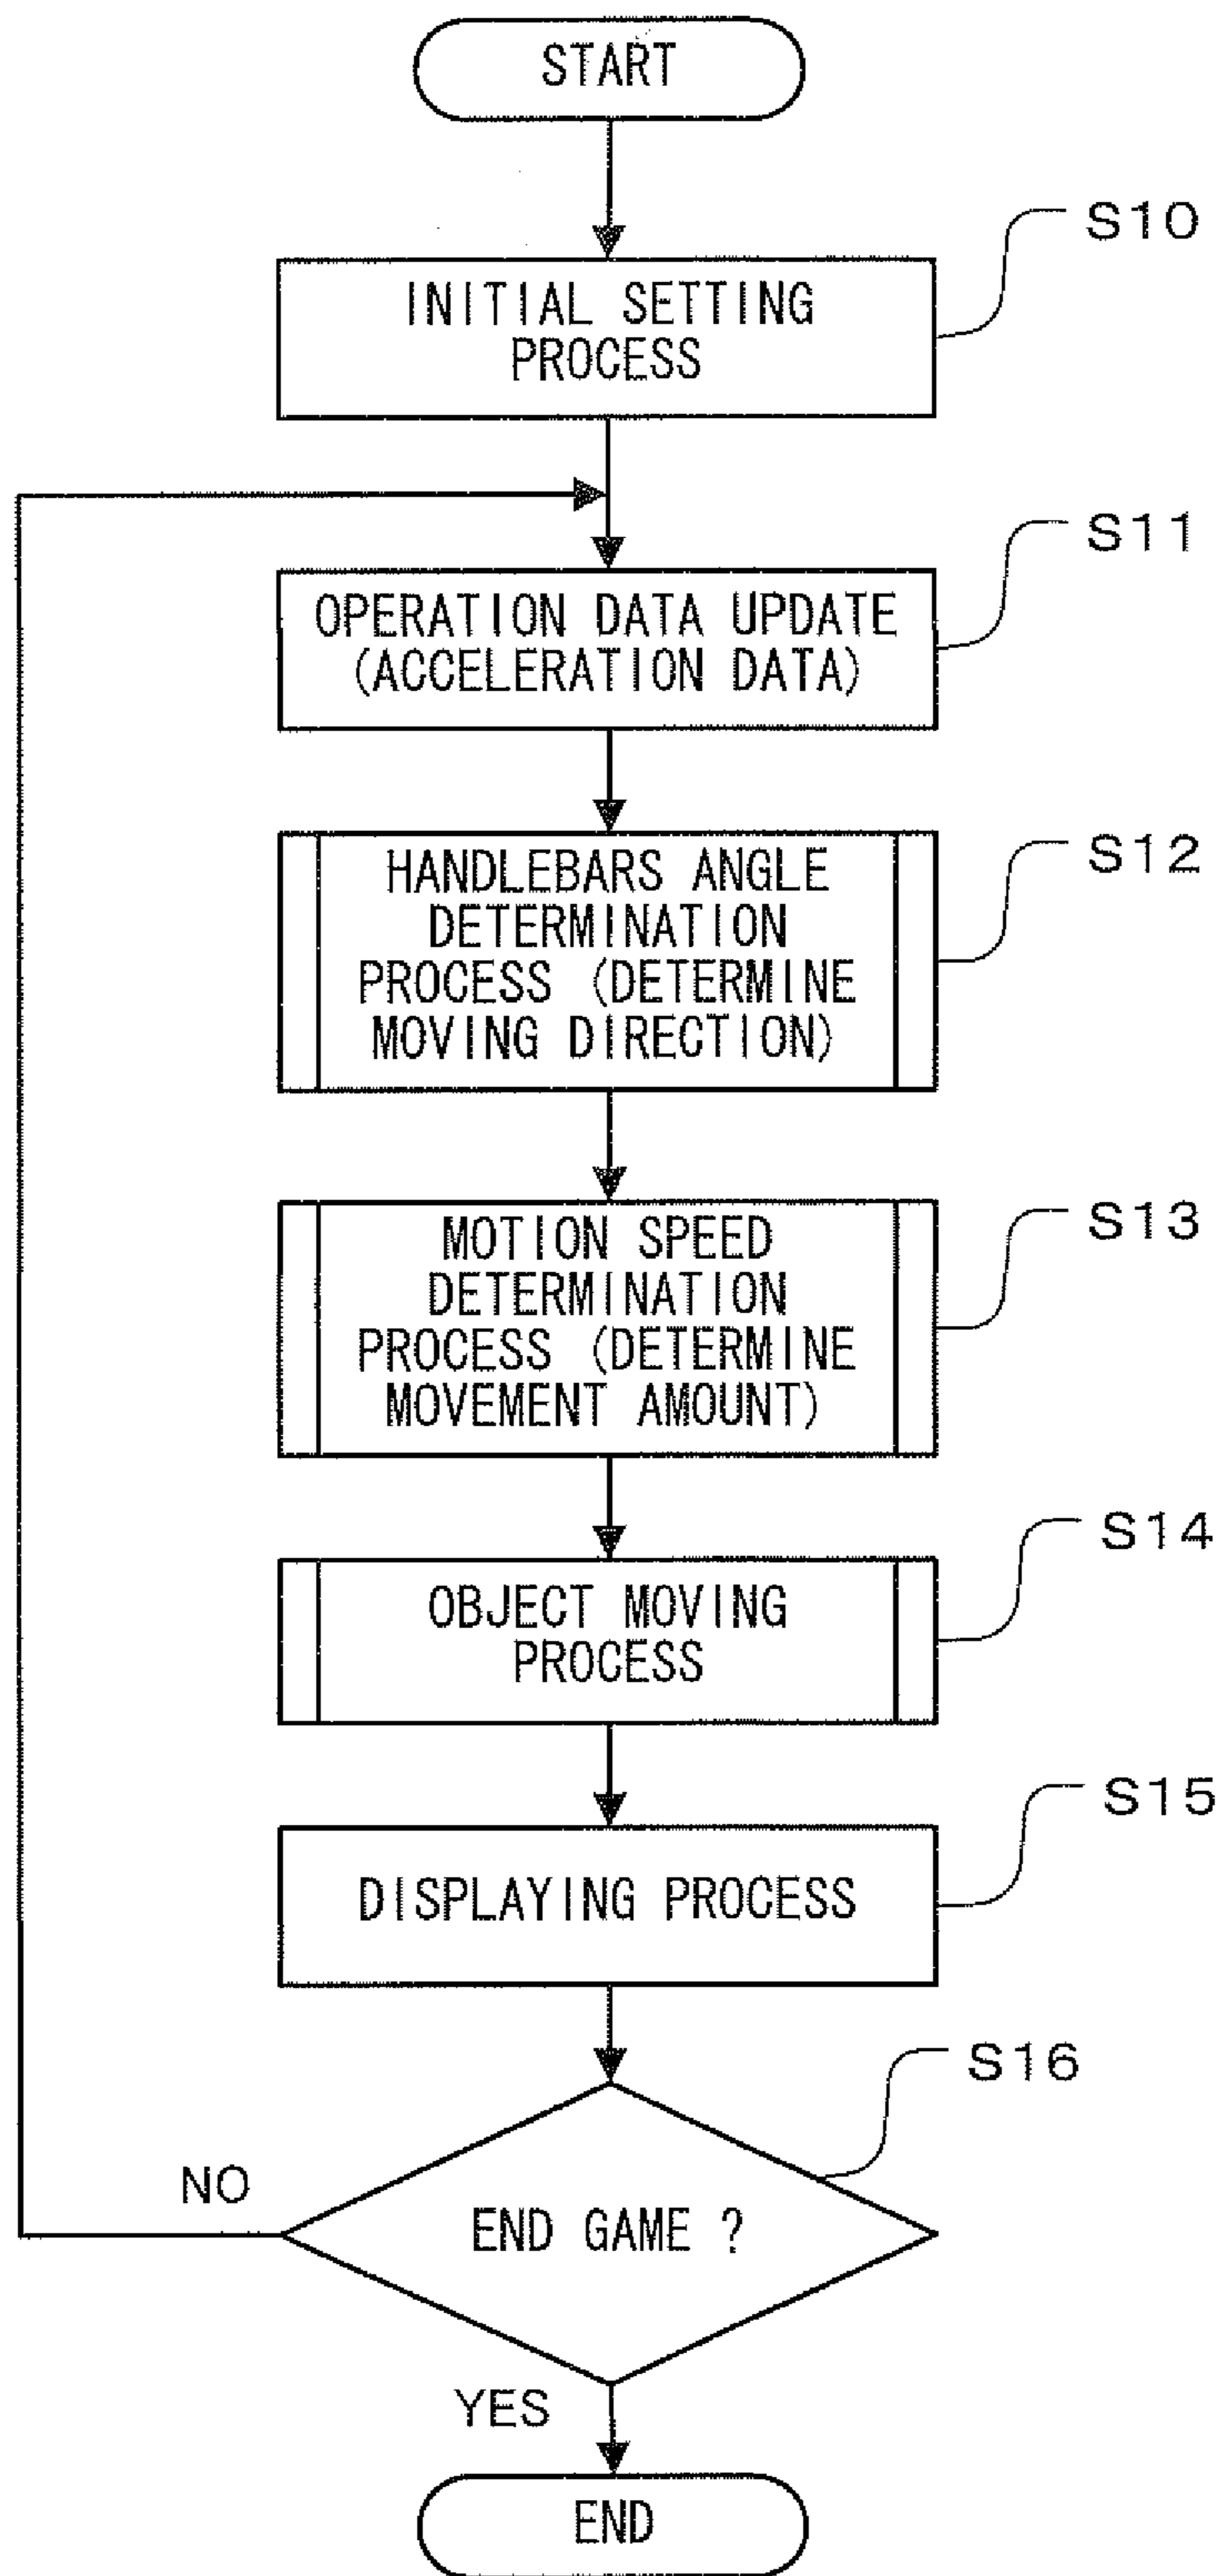 START
S10
INITIAL SETTING
PROCESS
S11
OPERATION DATA UPDATE
(ACCELERATION DATA)
S12
HANDLEBARS ANGLE
DETERMINATION
PROCESS (DETERMINE
MOVING DIRECTION)
S13
MOTION SPEED
DETERMINATION
PROCESS (DETERMINE
MOVEMENT AMOUNT)
S14
OBJECT MOVING
PROCESS
S15
DISPLAYING PROCESS
S16
NO
END GAME ?
YES
END